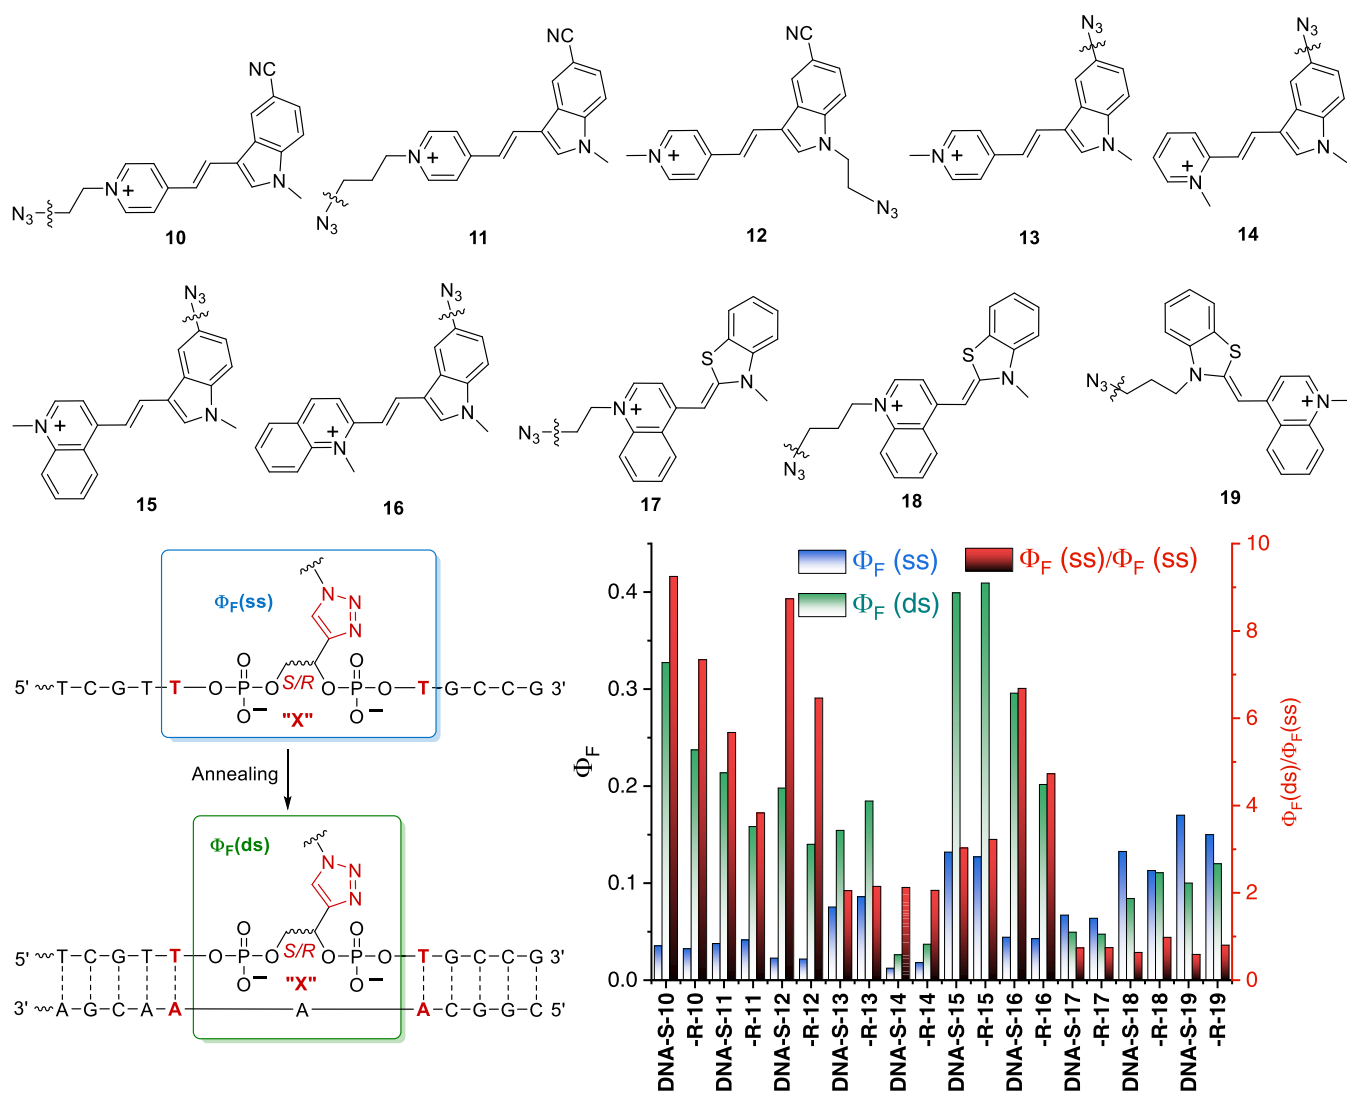 NC
N
+
N
N3
10
NC
N
+
N
N3
11
NC
N
+
N
N3
12
N3
N
+
N
13
N3
N
+
N
14
N3
N
+
N
15
N3
N
+
N
16
S
N
N
+
N3
17
S
N
N
+
N3
18
S
N
N
+
N3
19
ΦF(ss)
N
N
N
O
O
5' T C G T T O P O S/R O P O T G C C G 3'
O− "X" O−
Annealing
ΦF(ds)
N
N
N
O
O
5' T C G T T O P O S/R O P O T G C C G 3'
O− "X" O−
3' A G C A A A A C G G C 5'
ΦF (ss)
ΦF (ds)
ΦF (ss)/ΦF (ss)
ΦF
0.4
0.3
0.2
0.1
0.0
10
8
6
4
2
0
ΦF(ds)/ΦF(ss)
DNA-S-10
-R-10
DNA-S-11
-R-11
DNA-S-12
-R-12
DNA-S-13
-R-13
DNA-S-14
-R-14
DNA-S-15
-R-15
DNA-S-16
-R-16
DNA-S-17
-R-17
DNA-S-18
-R-18
DNA-S-19
-R-19